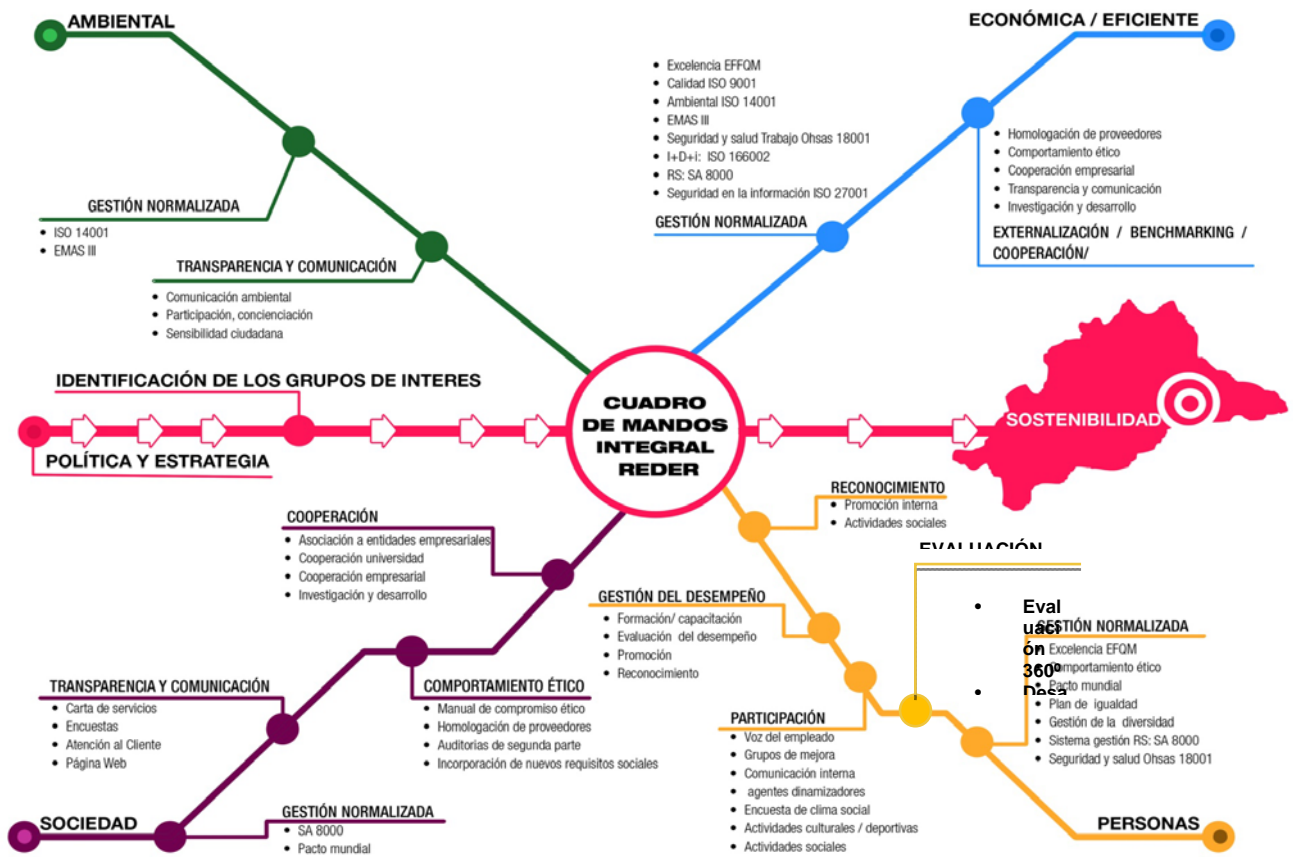 AMBIENTAL
GESTIÓN NORMALIZADA
• ISO 14001
• EMAS III
TRANSPARENCIA Y COMUNICACIÓN
• Comunicación ambiental
• Participación, concienciación
• Sensibilidad ciudadana
ECONÓMICA / EFICIENTE
• Excelencia EFFQM
• Calidad ISO 9001
• Ambiental ISO 14001
• EMAS III
• Seguridad y salud Trabajo Ohsas 18001
• I+D+i: ISO 166002
• RS: SA 8000
• Seguridad en la información ISO 27001
GESTIÓN NORMALIZADA
• Homologación de proveedores
• Comportamiento ético
• Cooperación empresarial
• Transparencia y comunicación
• Investigación y desarrollo
EXTERNALIZACIÓN / BENCHMARKING /
COOPERACIÓN/
IDENTIFICACIÓN DE LOS GRUPOS DE INTERES
POLÍTICA Y ESTRATEGIA
CUADRO
DE MANDOS
INTEGRAL
REDER
SOSTENIBILIDAD
COOPERACIÓN
• Asociación a entidades empresariales
• Cooperación universidad
• Cooperación empresarial
• Investigación y desarrollo
TRANSPARENCIA Y COMUNICACIÓN
• Carta de servicios
• Encuestas
• Atención al Cliente
• Página Web
COMPORTAMIENTO ÉTICO
• Manual de compromiso ético
• Homologación de proveedores
• Auditorias de segunda parte
• Incorporación de nuevos requisitos sociales
SOCIEDAD
GESTIÓN NORMALIZADA
• SA 8000
• Pacto mundial
RECONOCIMIENTO
• Promoción interna
• Actividades sociales
GESTIÓN DEL DESEMPEÑO
• Formación/ capacitación
• Evaluación del desempeño
• Promoción
• Reconocimiento
PARTICIPACIÓN
• Voz del empleado
• Grupos de mejora
• Comunicación interna
• agentes dinamizadores
• Encuesta de clima social
• Actividades culturales / deportivas
• Actividades sociales
EVALUACIÓN
• Eval
uaci
ón
360º
• Desa
GESTIÓN NORMALIZADA
• Excelencia EFQM
• Comportamiento ético
• Pacto mundial
• Plan de igualdad
• Gestión de la diversidad
• Sistema gestión RS: SA 8000
• Seguridad y salud Ohsas 18001
PERSONAS